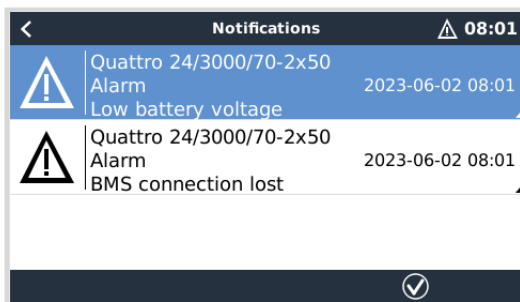 Notifications
08:01
Quattro 24/3000/70-2x50
Alarm
2023-06-02 08:01
Low battery voltage
Quattro 24/3000/70-2x50
Alarm
2023-06-02 08:01
BMS connection lost